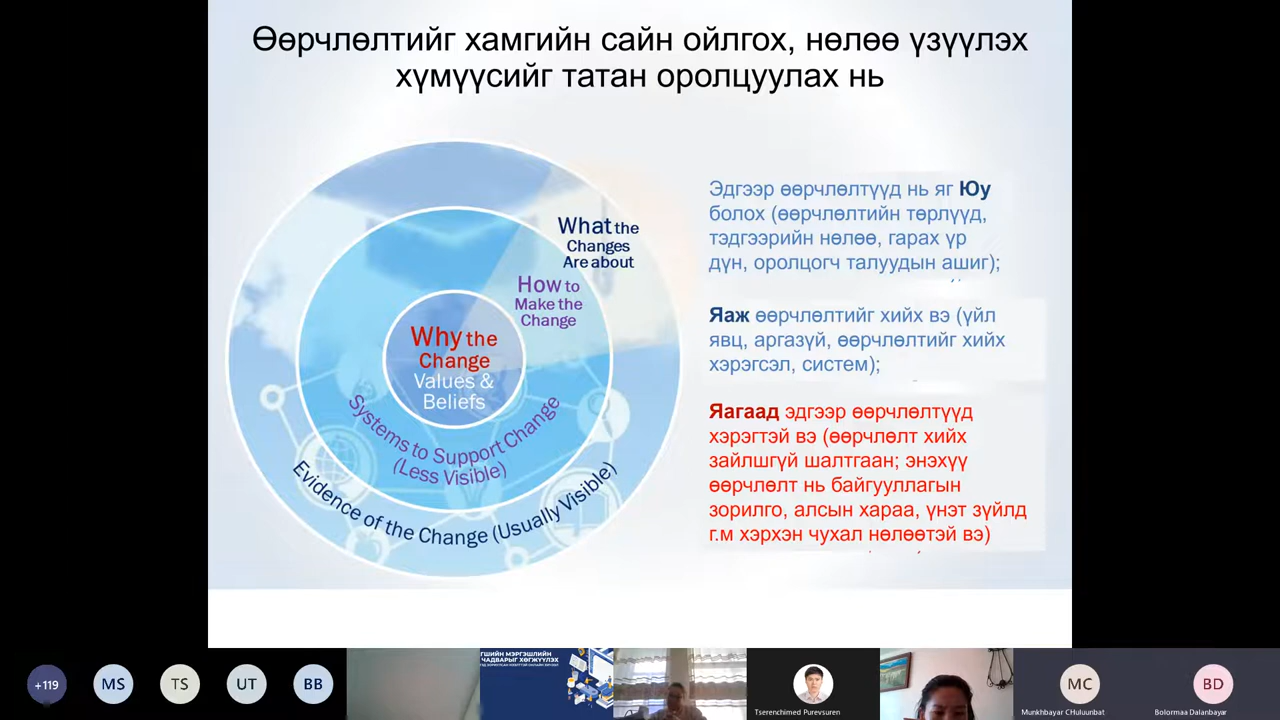 Өөрчлөлтийг хамгийн сайн ойлгох, нөлөө үзүүлэх
хүмүүсийг татан оролцуулах нь
What the
Changes
Are about
How to
Make the
Change
Why the
Change
Values &
Beliefs
Systems to Support Change
(Less Visible)
Evidence of the Change (Usually Visible)
Эдгээр өөрчлөлтүүд нь яг Юу
болох (өөрчлөлтийн төрлүүд,
тэдгээрийн нөлөө, гарах үр
дүн, оролцогч талуудын ашиг);
Яаж өөрчлөлтийг хийх вэ (үйл
явц, аргазүй, өөрчлөлтийг хийх
хэрэгсэл, систем);
Яагаад эдгээр өөрчлөлтүүд
хэрэгтэй вэ (өөрчлөлт хийх
зайлшгүй шалтгаан; энэхүү
өөрчлөлт нь байгууллагын
зорилго, алсын хараа, үнэт зүйлд
г.м хэрхэн чухал нөлөөтэй вэ)
+119
MS
TS
UT
BB
ГШИЙН МЭРГЭШЛИЙН
ЧАДВАРЫГ ХӨГЖҮҮЛЭХ
Tserenchimed Purevsuren
MC
Munkhbayar CHuluunbat
BD
Bolormaa Dalanbayar